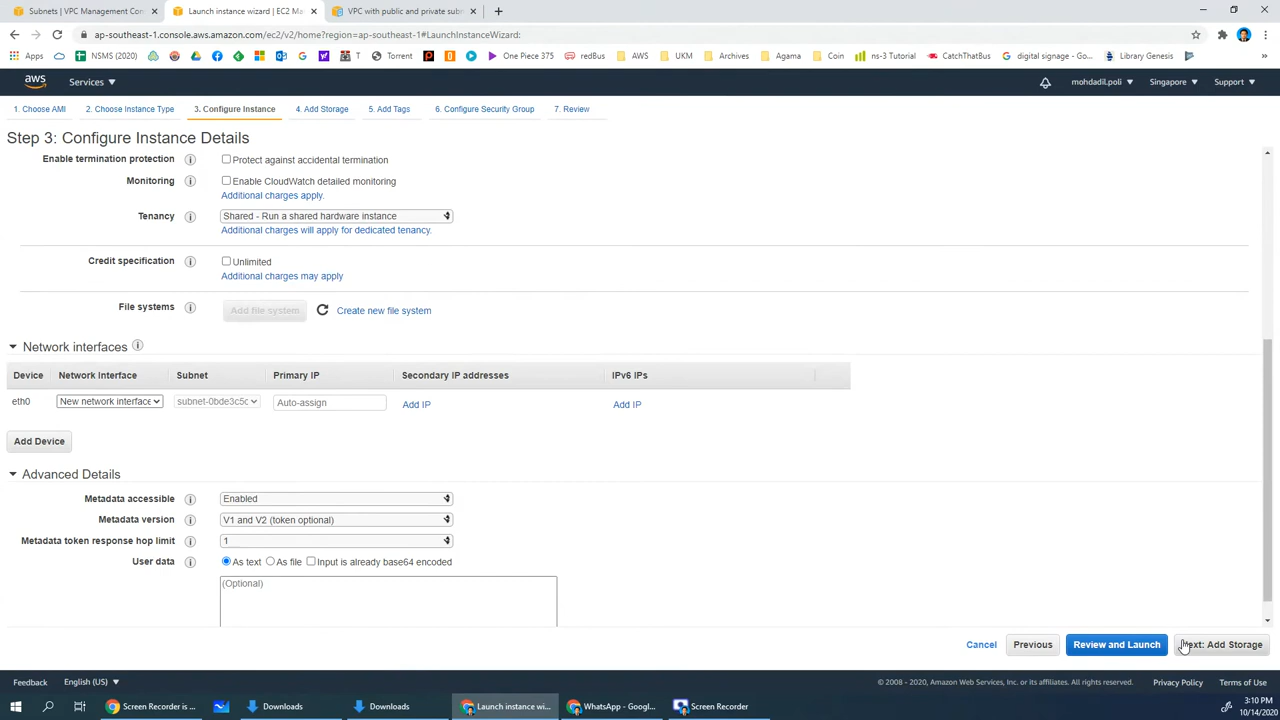 Subnets | VPC Management Con
Launch instance wizard | EC2 Ma
VPC with public and private subn
ap-southeast-1.console.aws.amazon.com/ec2/v2/home?region=ap-southeast-1#LaunchInstanceWizard:
Apps
NSMS (2020)
Torrent
One Piece 375
redBus
AWS
UKM
Archives
Agama
Coin
ns-3 Tutorial
CatchThatBus
digital signage - Go...
Library Genesis
aws
Services
mohdadil.poli
Singapore
Support
1. Choose AMI
2. Choose Instance Type
3. Configure Instance
4. Add Storage
5. Add Tags
6. Configure Security Group
7. Review
Step 3: Configure Instance Details
Enable termination protection
Protect against accidental termination
Monitoring
Enable CloudWatch detailed monitoring
Additional charges apply.
Tenancy
Shared - Run a shared hardware instance
Additional charges will apply for dedicated tenancy.
Credit specification
Unlimited
Additional charges may apply
File systems
Add file system
Create new file system
Network interfaces
Device
Network Interface
Subnet
Primary IP
Secondary IP addresses
IPv6 IPs
eth0
New network interface
subnet-0bde3c5c
Auto-assign
Add IP
Add IP
Add Device
Advanced Details
Metadata accessible
Enabled
Metadata version
V1 and V2 (token optional)
Metadata token response hop limit
1
User data
As text
As file
Input is already base64 encoded
(Optional)
Cancel
Previous
Review and Launch
ext: Add Storage
Feedback
English (US)
© 2008 - 2020, Amazon Web Services, Inc. or its affiliates. All rights reserved.
Privacy Policy
Terms of Use
Screen Recorder is ...
Downloads
Downloads
Launch instance wi...
WhatsApp - Googl...
Screen Recorder
3:10 PM
10/14/2020